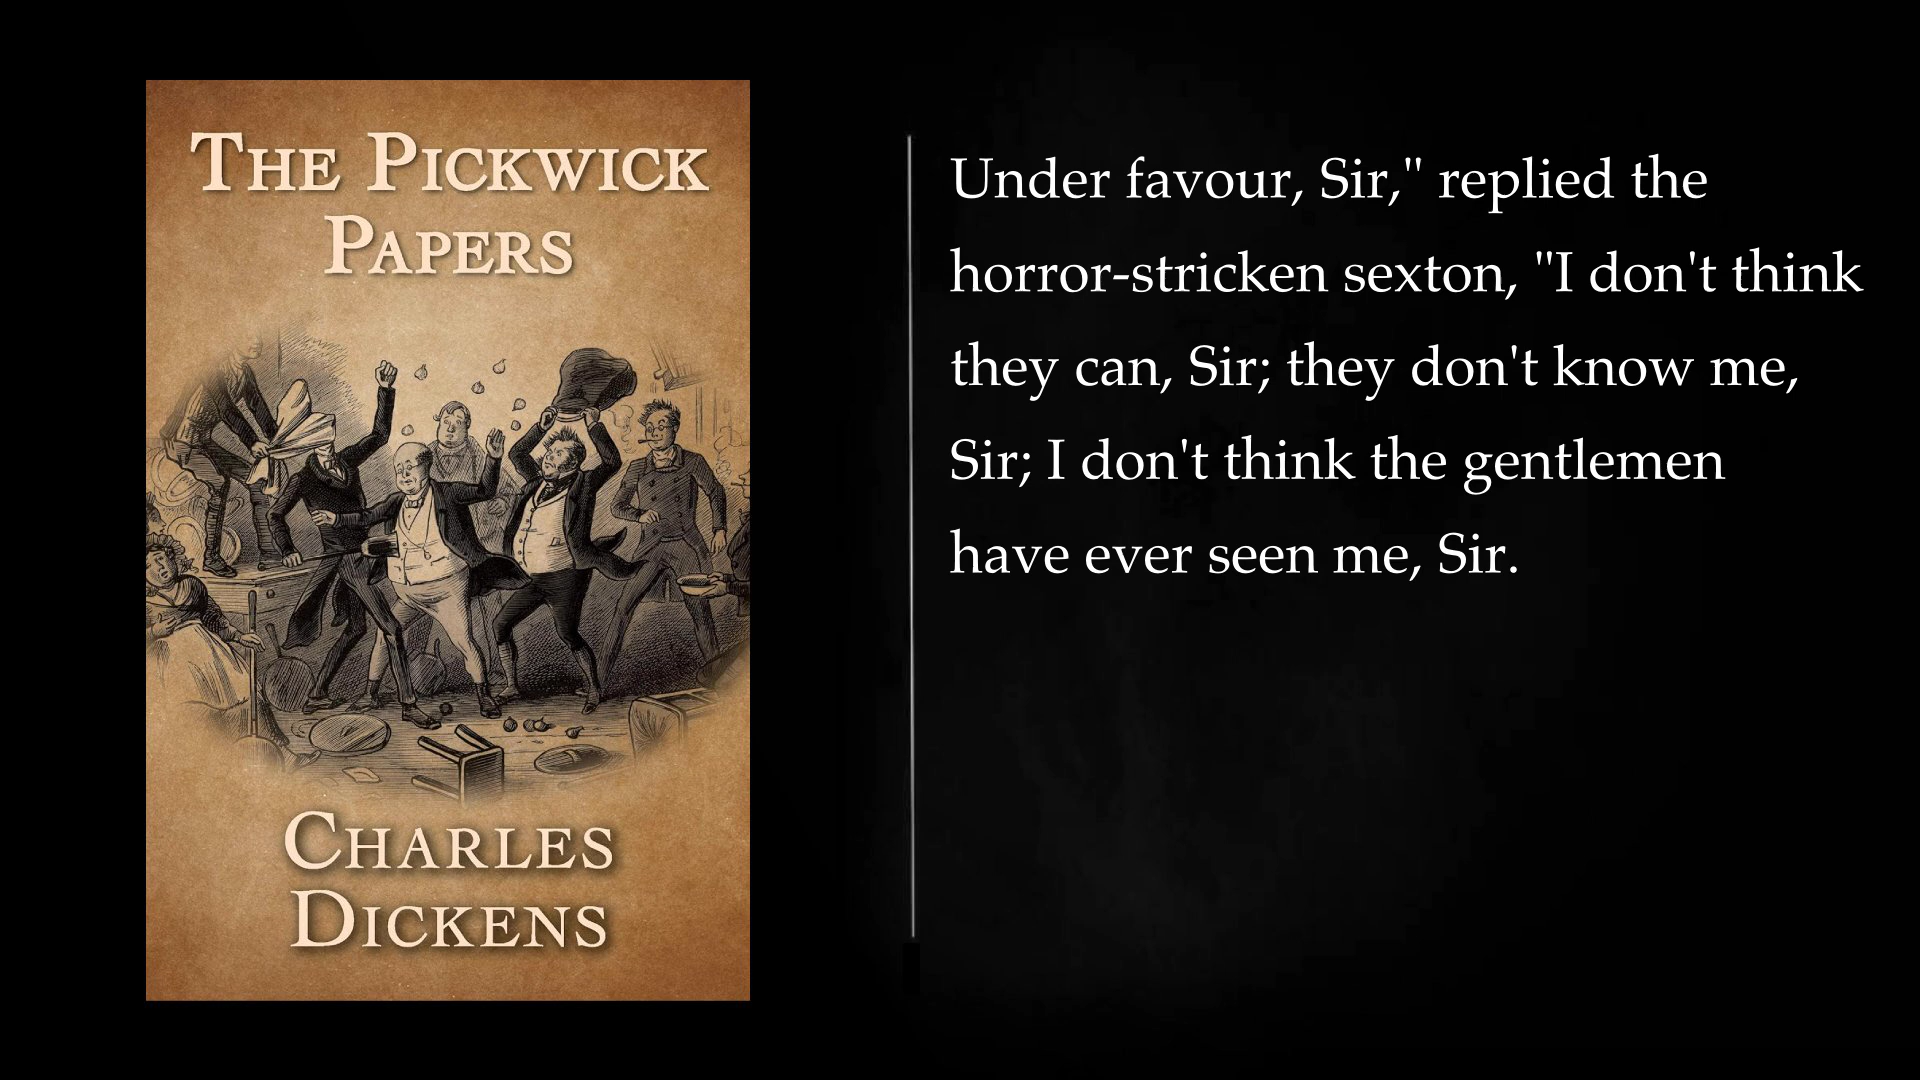 THE PICKWICK
PAPERS
CHARLES
DICKENS
Under favour, Sir," replied the
horror-stricken sexton, "I don't think
they can, Sir; they don't know me,
Sir; I don't think the gentlemen
have ever seen me, Sir.